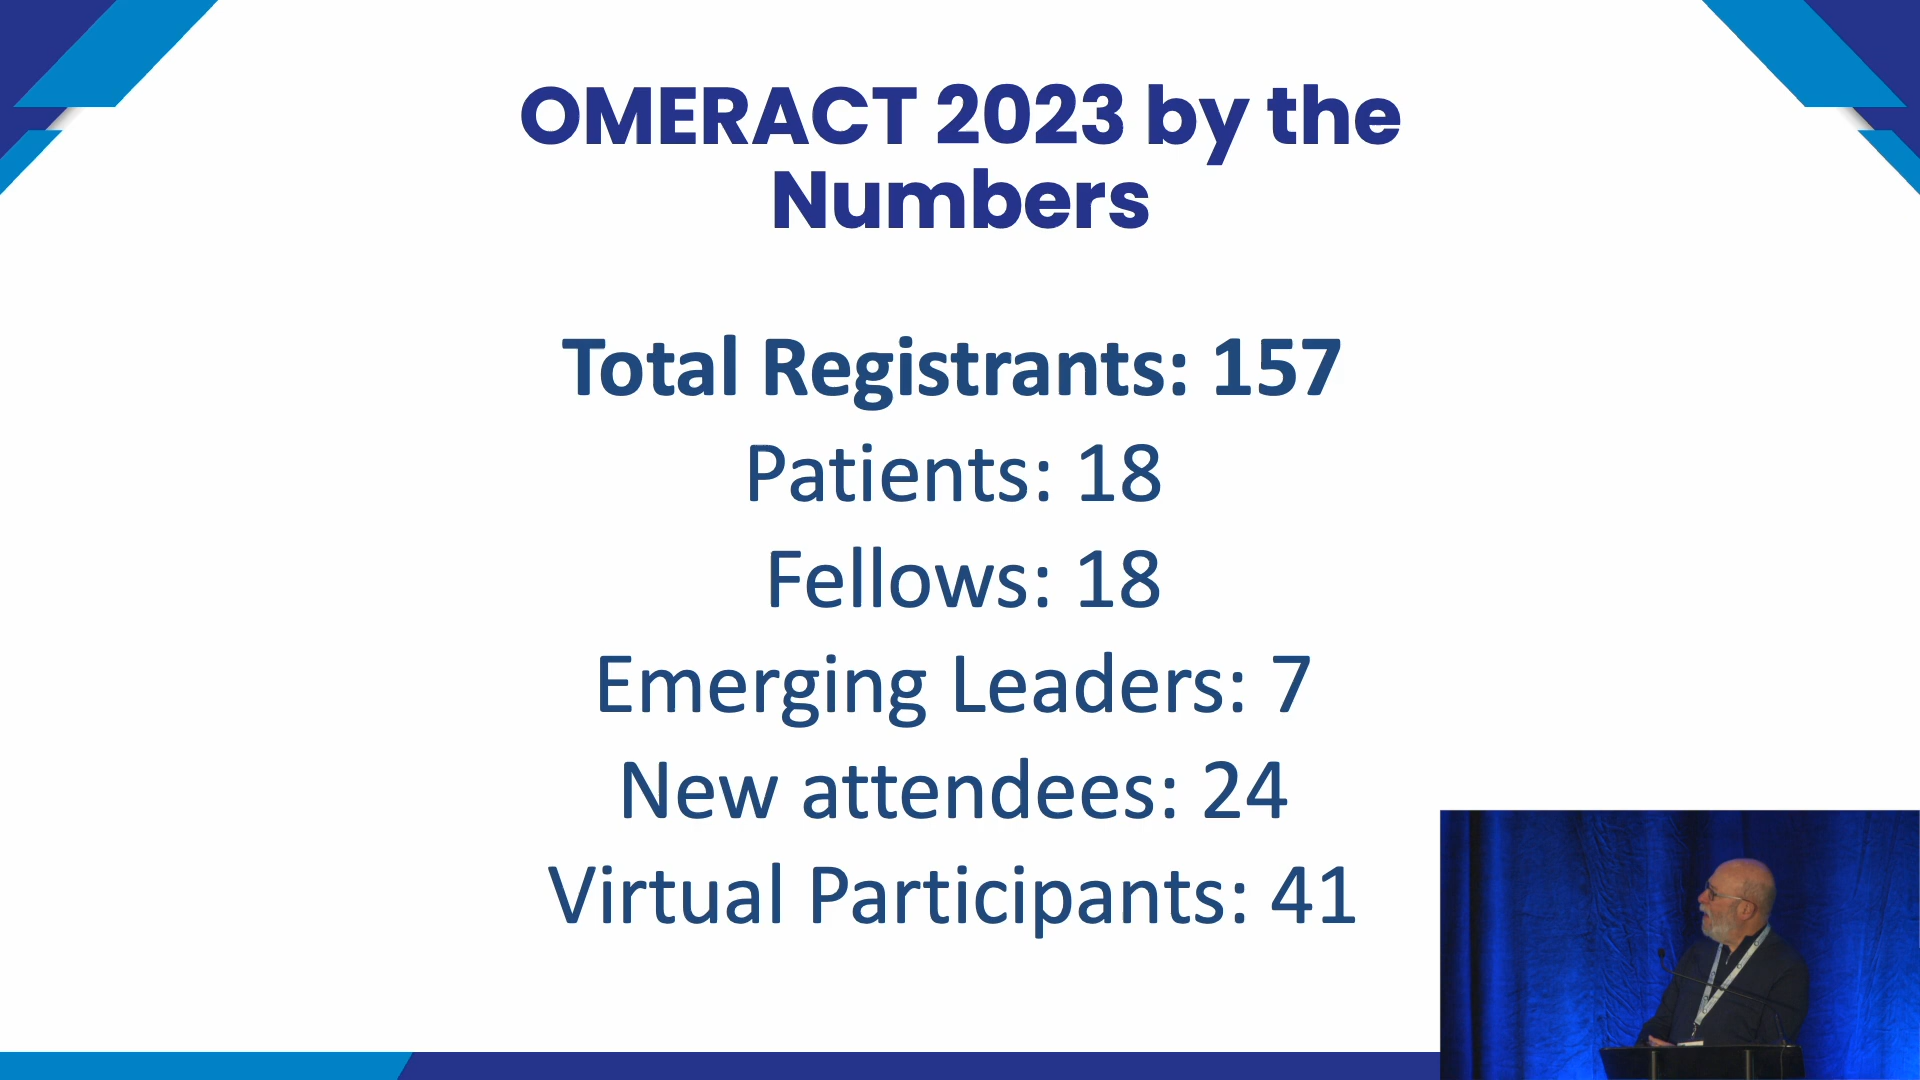 OMERACT 2023 by the
Numbers
Total Registrants: 157
Patients: 18
Fellows: 18
Emerging Leaders: 7
New attendees: 24
Virtual Participants: 41